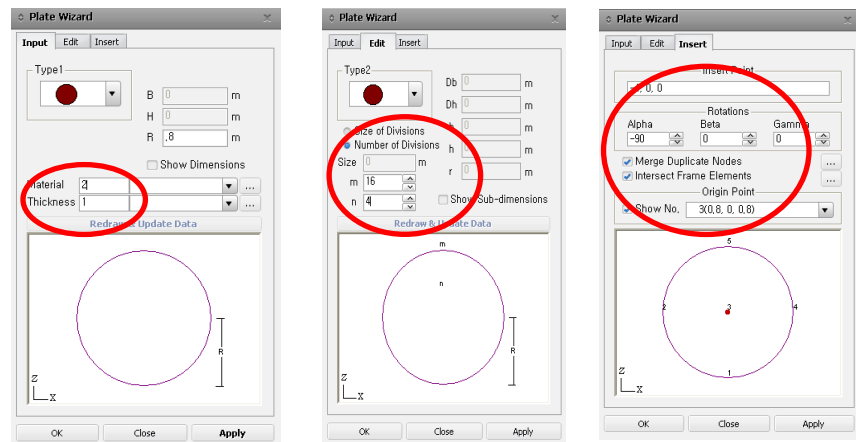 Plate Wizard
Input Edit Insert
Type1
B 0 m
H 0 m
R .8 m
Show Dimensions
Material 2
...
Thickness 1
...
Redraw & Update Data
R
Z
X
OK Close Apply
Plate Wizard
Input Edit Insert
Type2
Db 0 m
Dh 0 m
Size of Divisions
m
Number of Divisions
h m
Size 0 m
r 0 m
m 16
n 4
Show Sub-dimensions
Redraw & Update Data
m
n
R
Z
X
OK Close Apply
Plate Wizard
Input Edit Insert
Insert Point
0, 0
Rotations
Alpha Beta Gamma
-90 0 0
Merge Duplicate Nodes ...
Intersect Frame Elements ...
Origin Point
Show No. 3(0,8, 0, 0,8)
5
2 3 4
1
Z
X
OK Close Apply